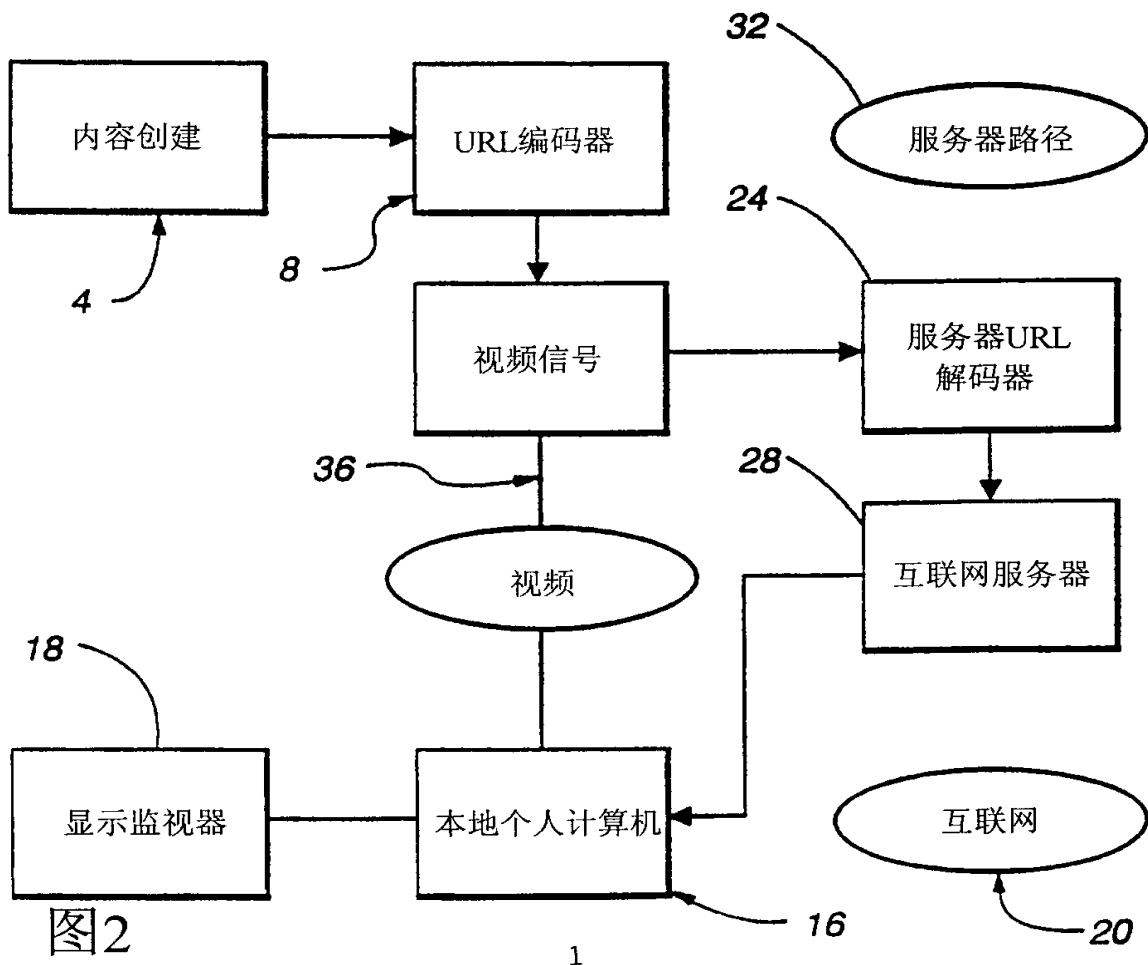 32
内容创建
URL编码器
服务器路径
24
8
4
视频信号
服务器URL
解码器
36
28
视频
互联网服务器
18
显示监视器
本地个人计算机
互联网
图2
16
20
1